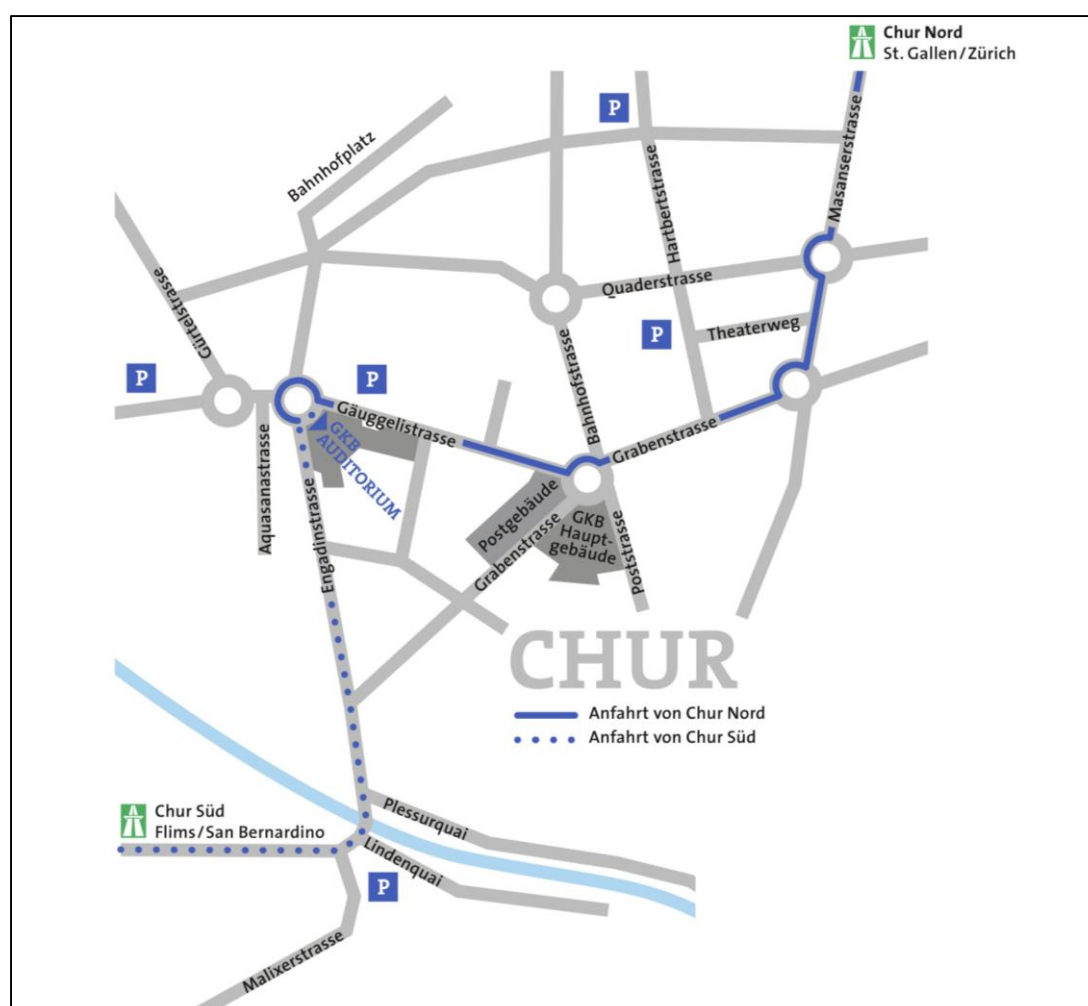 Chur Nord
St. Gallen/Zürich
P
Bahnhofplatz
Masanserstrasse
Hartbertstrasse
Gürtelstrasse
Quaderstrasse
P
Theaterweg
P
P
Bahnhofstrasse
Gäuggelistrasse
Grabenstrasse
GKB
AUDITORIUM
Aquasanastrasse
Engadinstrasse
Postgebäude
Grabenstrasse
GKB
Haupt-
gebäude
Poststrasse
CHUR
Anfahrt von Chur Nord
Anfahrt von Chur Süd
Chur Süd
Flims/San Bernardino
Plessurquai
Lindenquai
P
Malixerstrasse